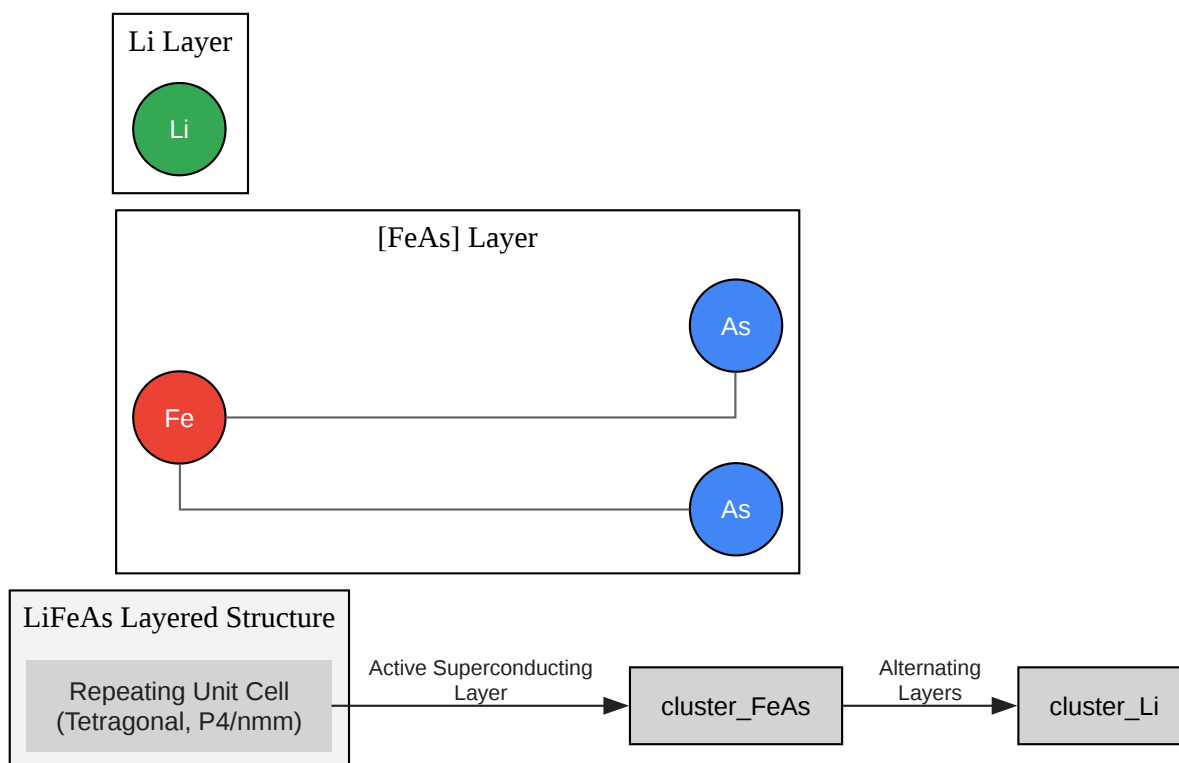 Li Layer
Li
[FeAs] Layer
As
Fe
As
LiFeAs Layered Structure
Repeating Unit Cell
(Tetragonal, P4/nmm)
Active Superconducting
Layer
cluster_FeAs
Alternating
Layers
cluster_Li